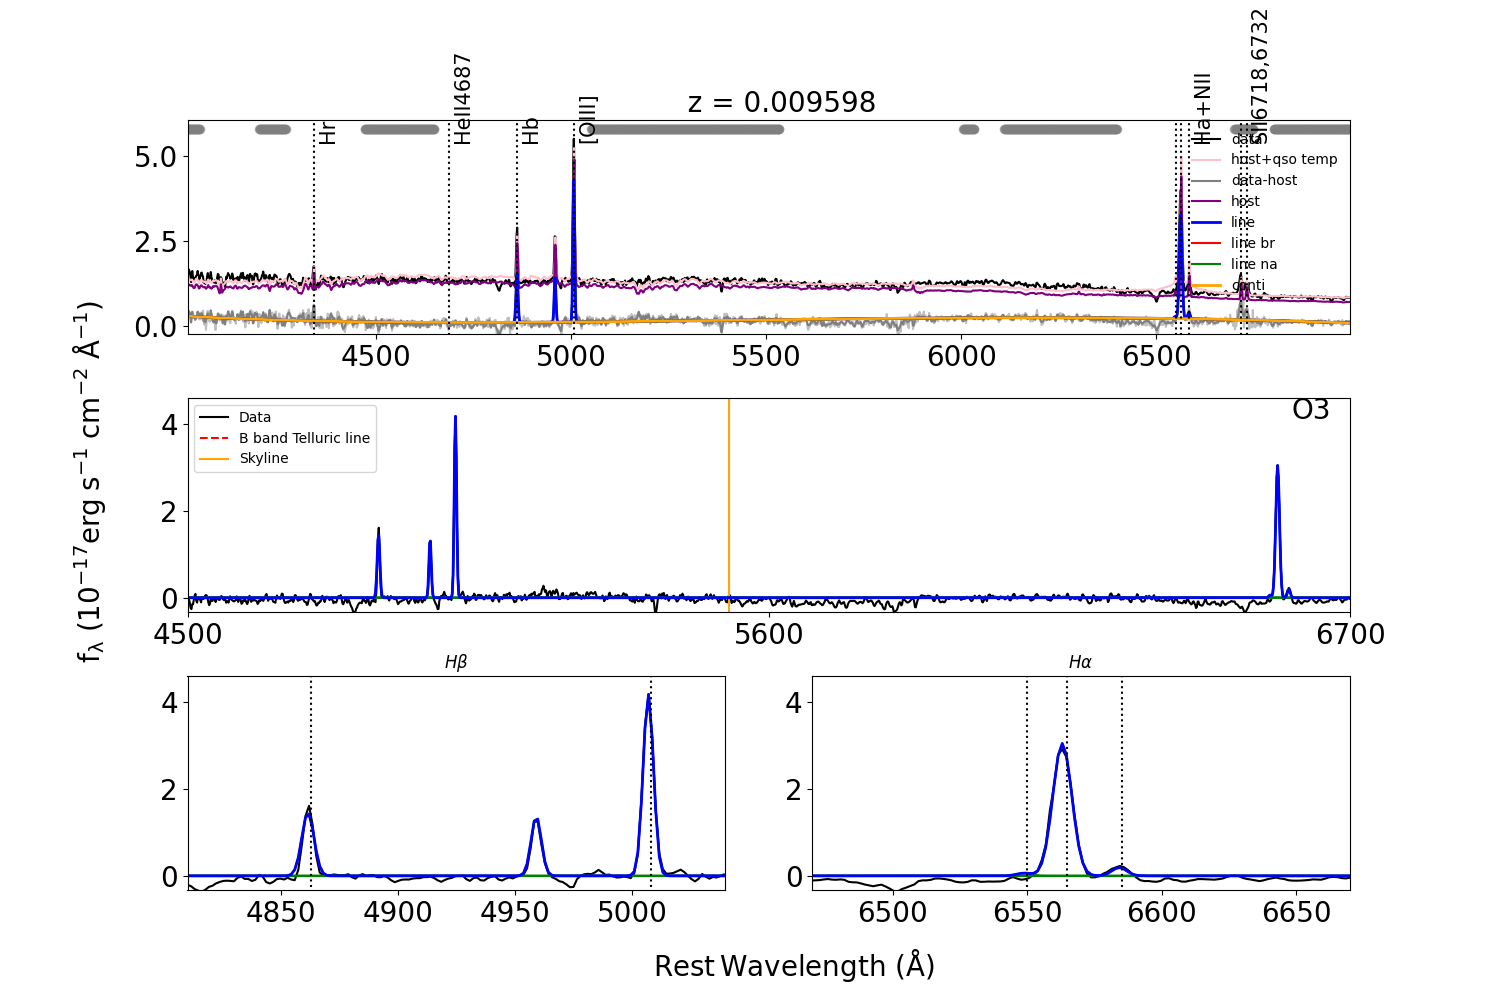 z = 0.009598
Hr
HeII4687
Hb
[OIII]
Ha+NII
SII6718,6732
data
host+qso temp
data-host
host
line
line br
line na
conti
5.0
2.5
0.0
4500 5000 5500 6000 6500
f_λ (10⁻¹⁷erg s⁻¹ cm⁻² Å⁻¹)
O3
Data
B band Telluric line
Skyline
4
2
0
4500 5600 6700
Hβ
4
2
0
4850 4900 4950 5000
Hα
4
2
0
6500 6550 6600 6650
Rest Wavelength (Å)